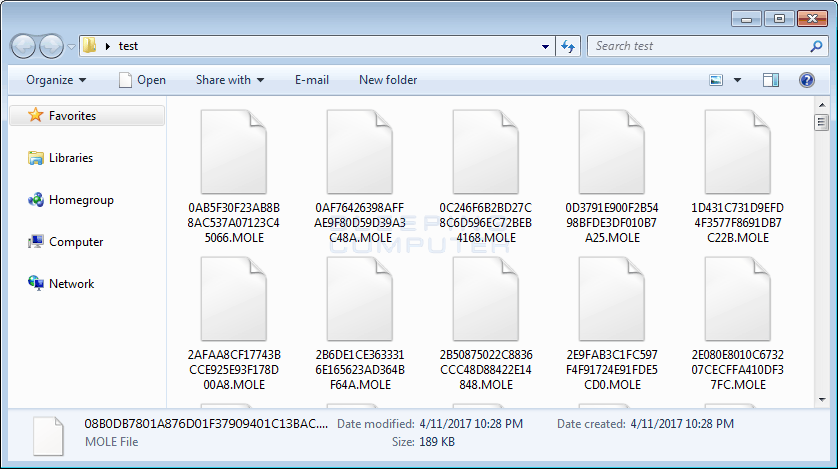 test
Search test
Organize
Open
Share with
E-mail
New folder
Favorites
Libraries
Homegroup
Computer
Network
0AB5F30F23AB8B
8AC537A07123C4
5066.MOLE
0AF76426398AFF
AE9F80D59D39A3
C48A.MOLE
0C246F6B2BD27C
8C6D596EC72BEB
4168.MOLE
0D3791E900F2B54
98BFDE3DF010B7
A25.MOLE
1D431C731D9EFD
4F3577F8691DB7
C22B.MOLE
2AFAA8CF17743B
CCE925E93F178D
00A8.MOLE
2B6DE1CE363331
6E165623AD364B
F64A.MOLE
2B50875022C8836
CCC48D88422E14
848.MOLE
2E9FAB3C1FC597
F4F91724E91FDE5
CD0.MOLE
2E080E8010C6732
07CECFFA410DF3
7FC.MOLE
BLEEPING
COMPUTER
08B0DB7801A876D01F37909401C13BAC....
Date modified: 4/11/2017 10:28 PM
Date created: 4/11/2017 10:28 PM
MOLE File
Size: 189 KB